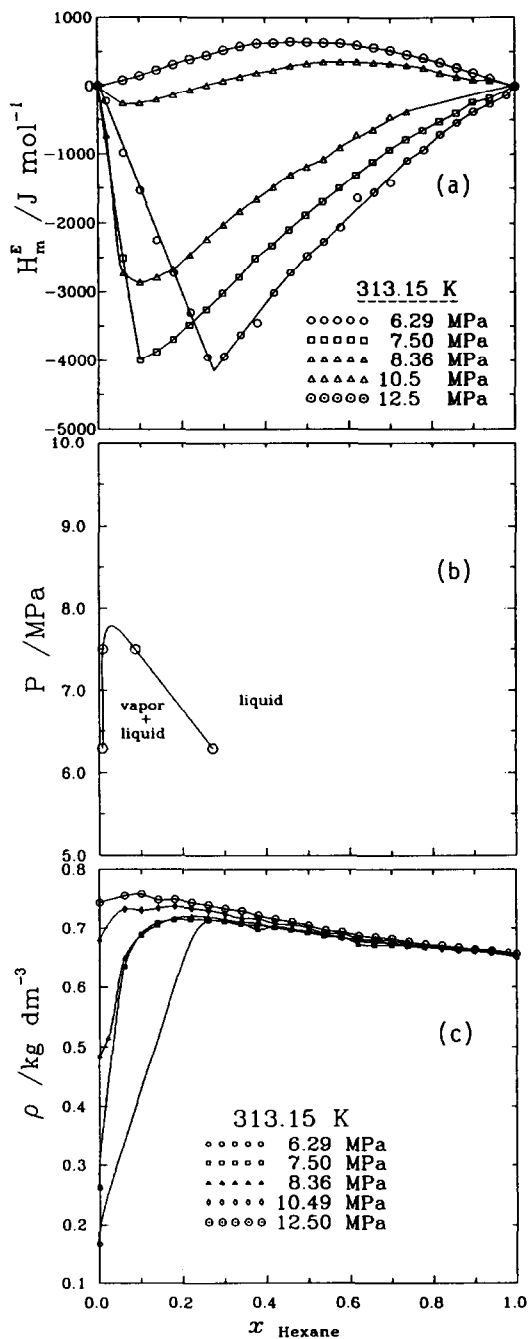 1000
0
-1000
-2000
-3000
-4000
-5000
H_m^E / J mol^-1
(a)
313.15 K
6.29 MPa
7.50 MPa
8.36 MPa
10.5 MPa
12.5 MPa
10.0
9.0
8.0
7.0
6.0
5.0
P /MPa
(b)
vapor
+
liquid
liquid
0.8
0.7
0.6
0.5
0.4
0.3
0.2
0.1
ρ /kg dm^-3
(c)
313.15 K
6.29 MPa
7.50 MPa
8.36 MPa
10.49 MPa
12.50 MPa
0.0 0.2 0.4 0.6 0.8 1.0
x Hexane